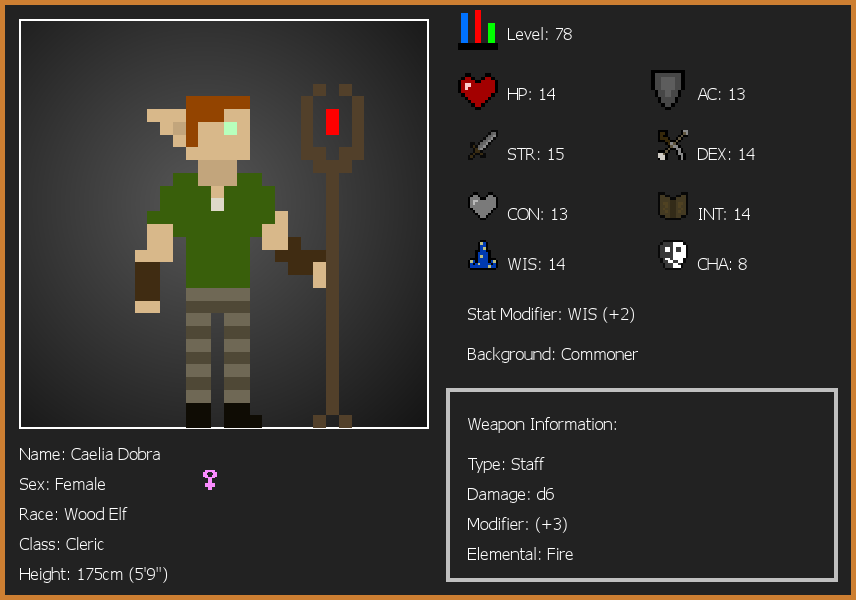 Level: 78
HP: 14
AC: 13
STR: 15
DEX: 14
CON: 13
INT: 14
WIS: 14
CHA: 8
Stat Modifier: WIS (+2)
Background: Commoner
Weapon Information:
Type: Staff
Damage: d6
Modifier: (+3)
Elemental: Fire
Name: Caelia Dobra
Sex: Female
Race: Wood Elf
Class: Cleric
Height: 175cm (5'9")